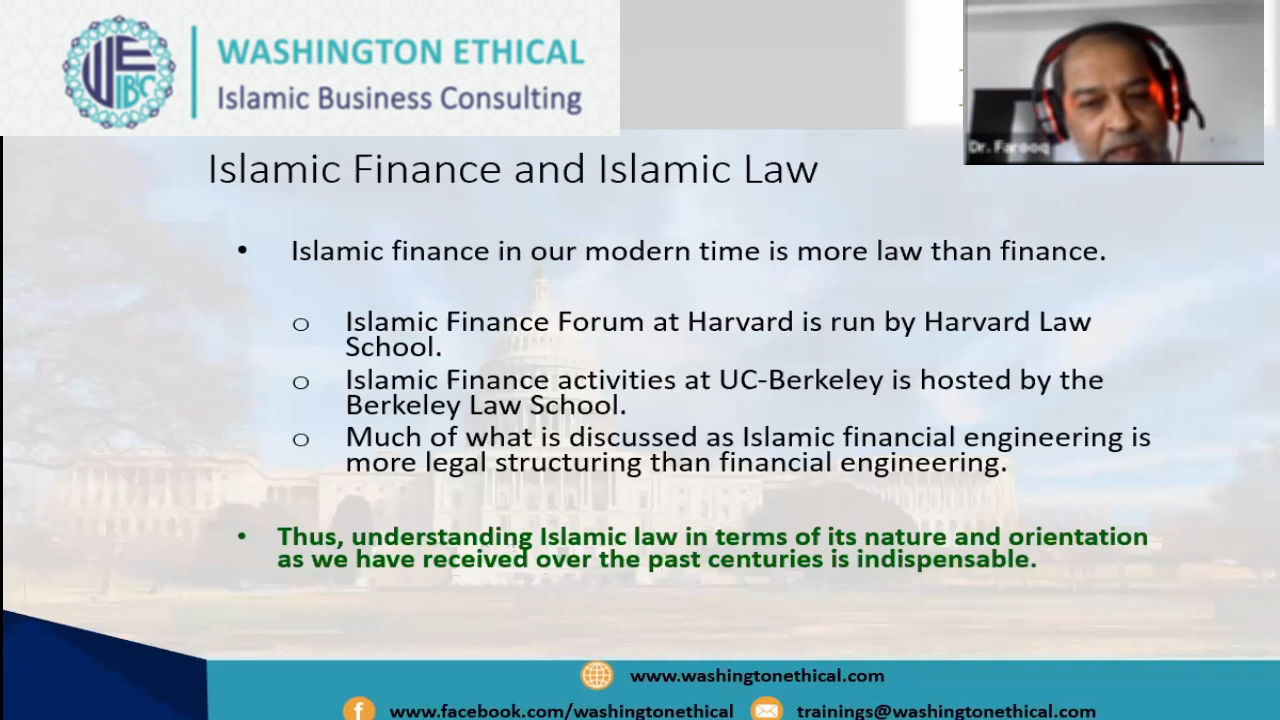 WASHINGTON ETHICAL
Islamic Business Consulting
WEIBC
Dr. Farooq
Islamic Finance and Islamic Law
• Islamic finance in our modern time is more law than finance.
o Islamic Finance Forum at Harvard is run by Harvard Law
School.
o Islamic Finance activities at UC-Berkeley is hosted by the
Berkeley Law School.
o Much of what is discussed as Islamic financial engineering is
more legal structuring than financial engineering.
• Thus, understanding Islamic law in terms of its nature and orientation
as we have received over the past centuries is indispensable.
www.washingtonethical.com
www.facebook.com/washingtonethical
trainings@washingtonethical.com